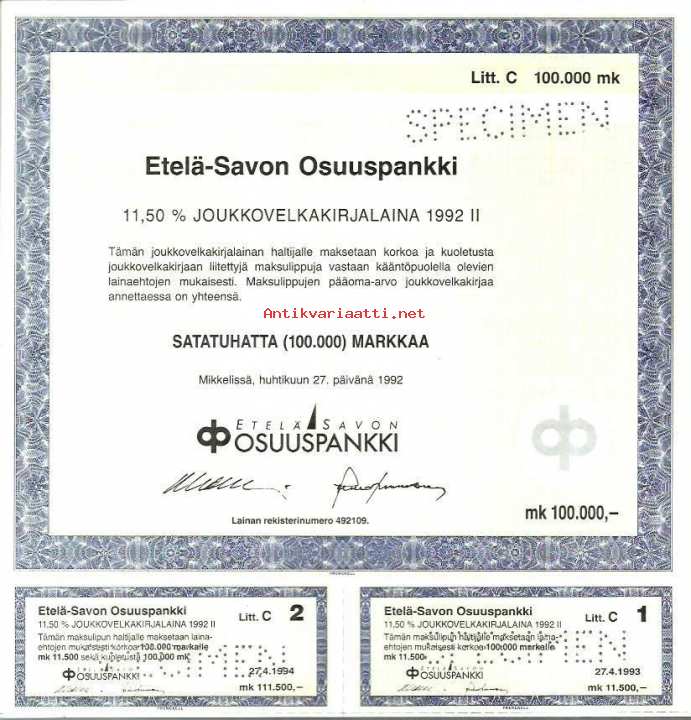 Litt. C 100.000 mk
SPECIMEN
Etelä-Savon Osuuspankki
11,50 % JOUKKOVELKAKIRJALAINA 1992 II
Tämän joukkovelkakirjalainan haltijalle maksetaan korkoa ja kuoletusta
joukkovelkakirjaan liitettyjä maksulippuja vastaan kääntöpuolella olevien
lainaehtojen mukaisesti. Maksulippujen pääoma-arvo joukkovelkakirjaa
annettaessa on yhteensä.
Antikvariaatti.net
SATATUHATTA (100.000) MARKKAA
Mikkelissä, huhtikuun 27. päivänä 1992
ETELÄ SAVON
OSUUSPANKKI
Lainan rekisterinumero 492109.
mk 100.000,–
Etelä-Savon Osuuspankki
Litt. C 2
11,50 % JOUKKOVELKAKIRJALAINA 1992 II
Tämän maksulipun haltijalle maksetaan laina-
ehtojen mukaisesti korkoa 100.000 markalle
mk 11.500 sekä kuoletusta 100.000 mk.
SPECIMEN
27.4.1994
OSUUSPANKKI
mk 111.500,–
Etelä-Savon Osuuspankki
Litt. C 1
11,50 % JOUKKOVELKAKIRJALAINA 1992 II
Tämän maksulipun haltijalle maksetaan laina-
ehtojen mukaisesti korkoa 100.000 markalle
mk 11.500.
SPECIMEN
27.4.1993
OSUUSPANKKI
mk 11.500,–